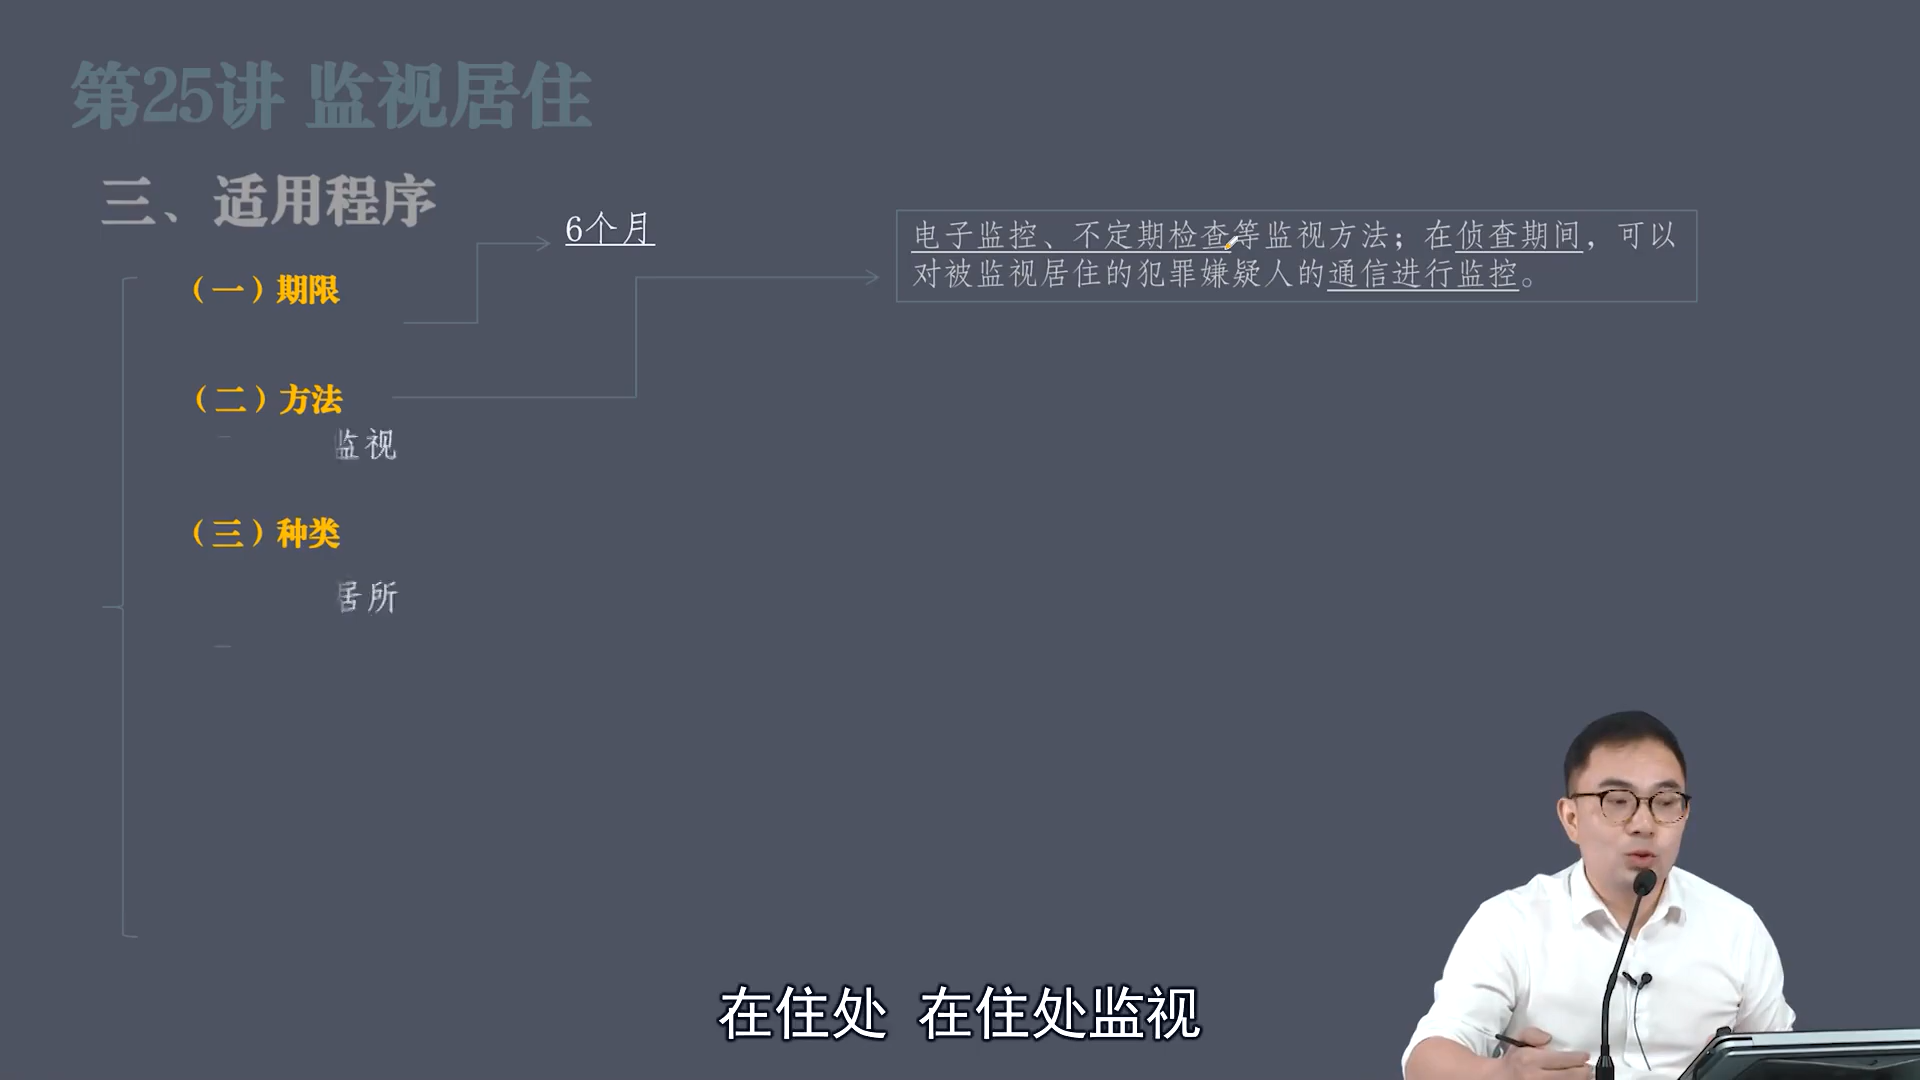 第25讲 监视居住
三、适用程序
6个月
电子监控、不定期检查等监视方法；在侦查期间，可以
对被监视居住的犯罪嫌疑人的通信进行监控。
（一）期限
（二）方法
监视
（三）种类
居所
在住处 在住处监视